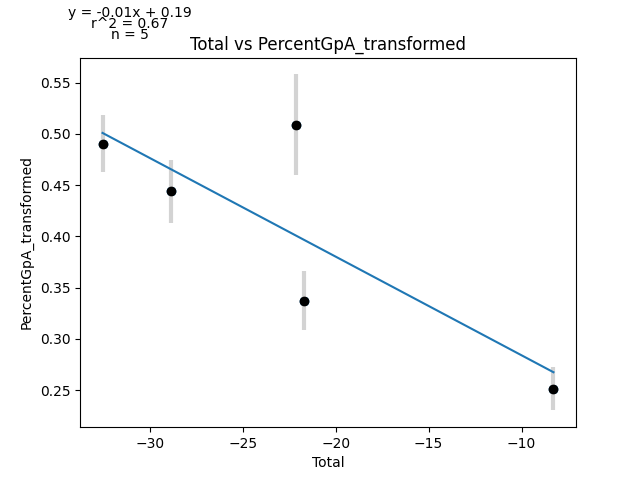 y = -0.01x + 0.19
r^2 = 0.67
n = 5
Total vs PercentGpA_transformed
0.55
0.50
0.45
0.40
0.35
0.30
0.25
PercentGpA_transformed
−30
−25
−20
−15
−10
Total